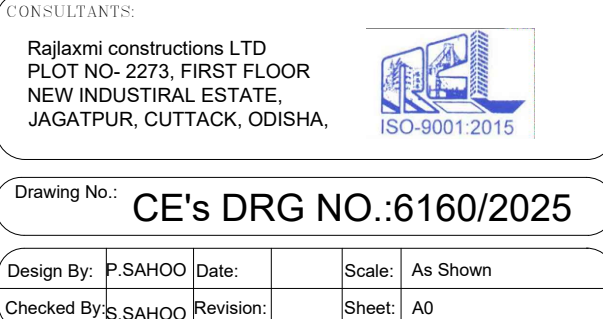 CONSULTANTS:
Rajlaxmi constructions LTD
PLOT NO- 2273, FIRST FLOOR
NEW INDUSTIRAL ESTATE,
JAGATPUR, CUTTACK, ODISHA,
ISO-9001:2015
Drawing No.: CE's DRG NO.:6160/2025
Design By: P.SAHOO Date: Scale: As Shown
Checked By: S.SAHOO Revision: Sheet: A0